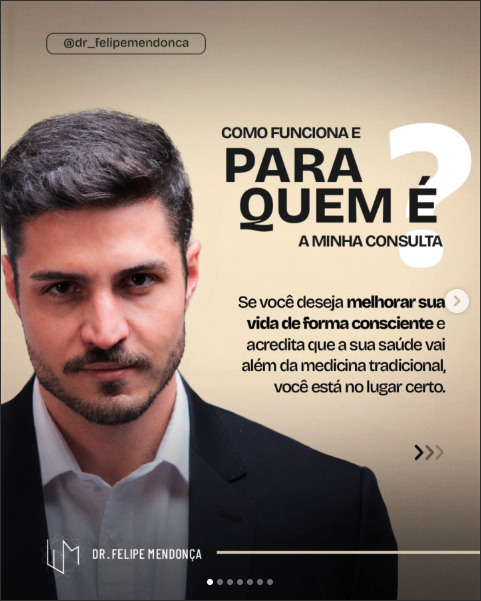 @dr_felipemendonca
COMO FUNCIONA E
PARA
QUEM É
?
A MINHA CONSULTA
Se você deseja melhorar sua
vida de forma consciente e
acredita que a sua saúde vai
além da medicina tradicional,
você está no lugar certo.
DR. FELIPE MENDONÇA